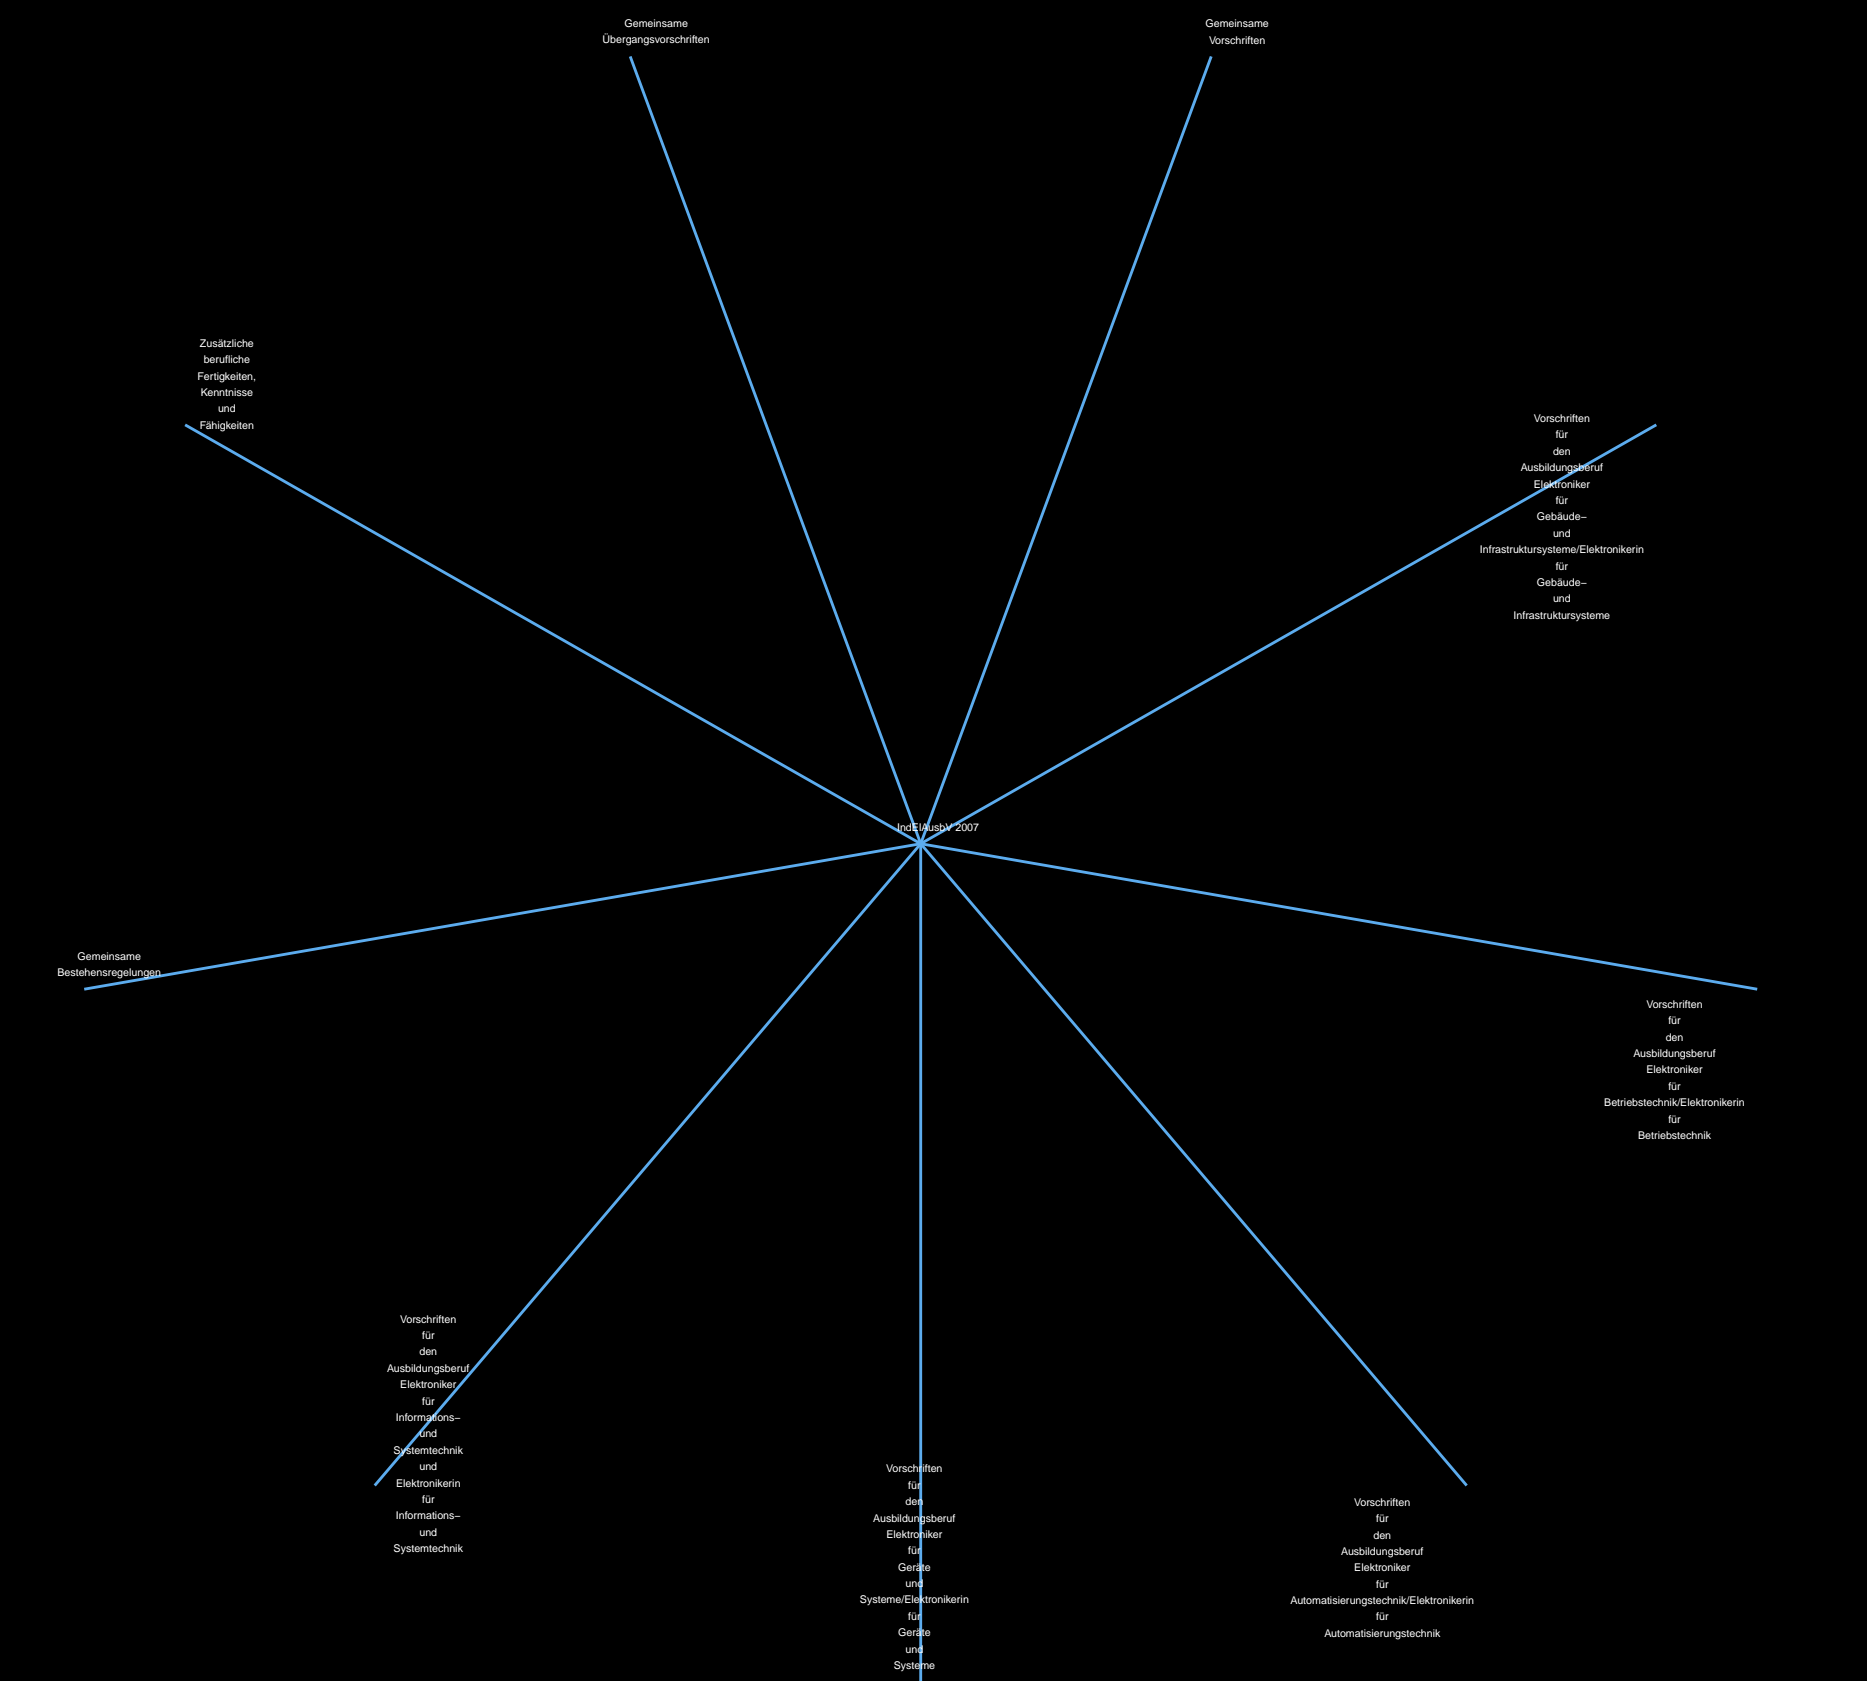 Gemeinsame
Übergangsvorschriften
Gemeinsame
Vorschriften
Zusätzliche
berufliche
Fertigkeiten,
Kenntnisse
und
Fähigkeiten
Vorschriften
für
den
Ausbildungsberuf
Elektroniker
für
Gebäude–
und
Infrastruktursysteme/Elektronikerin
für
Gebäude–
und
Infrastruktursysteme
IndElAusbV 2007
Gemeinsame
Bestehensregelungen
Vorschriften
für
den
Ausbildungsberuf
Elektroniker
für
Betriebstechnik/Elektronikerin
für
Betriebstechnik
Vorschriften
für
den
Ausbildungsberuf
Elektroniker
für
Informations–
und
Systemtechnik
und
Elektronikerin
für
Informations–
und
Systemtechnik
Vorschriften
für
den
Ausbildungsberuf
Elektroniker
für
Geräte
und
Systeme/Elektronikerin
für
Geräte
und
Systeme
Vorschriften
für
den
Ausbildungsberuf
Elektroniker
für
Automatisierungstechnik/Elektronikerin
für
Automatisierungstechnik